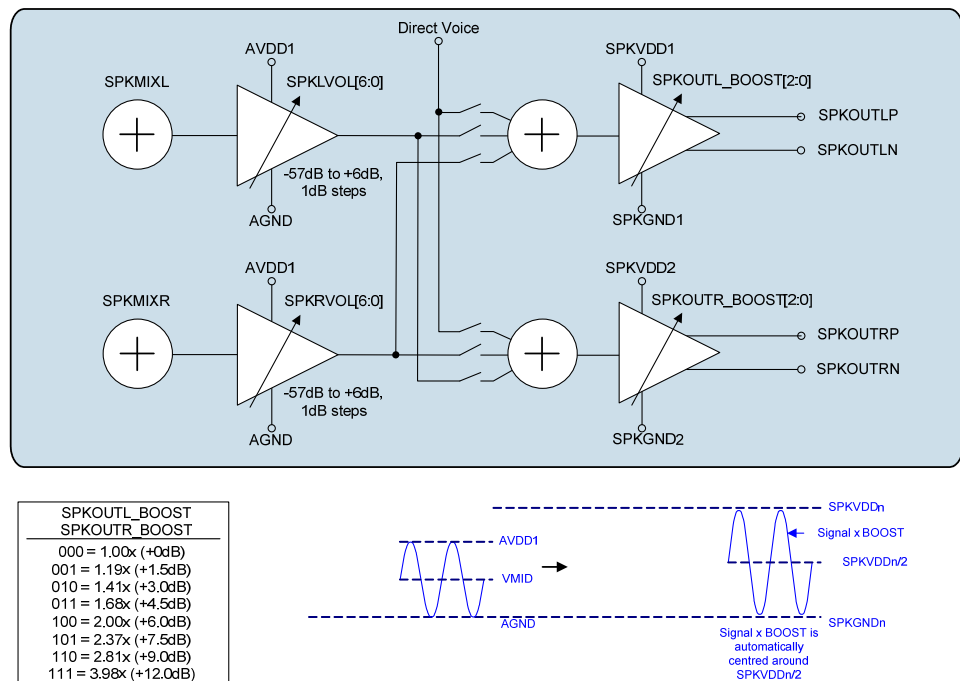 Direct Voice
AVDD1
SPKVDD1
SPKMIXL
SPKLVOL[6:0]
SPKOUTL_BOOST[2:0]
SPKOUTLP
SPKOUTLN
-57dB to +6dB,
1dB steps
AGND
SPKGND1
AVDD1
SPKVDD2
SPKMIXR
SPKRVOL[6:0]
SPKOUTR_BOOST[2:0]
SPKOUTRP
SPKOUTRN
-57dB to +6dB,
1dB steps
AGND
SPKGND2
SPKOUTL_BOOST
SPKOUTR_BOOST
000 = 1.00x (+0dB)
001 = 1.19x (+1.5dB)
010 = 1.41x (+3.0dB)
011 = 1.68x (+4.5dB)
100 = 2.00x (+6.0dB)
101 = 2.37x (+7.5dB)
110 = 2.81x (+9.0dB)
111 = 3.98x (+12.0dB)
AVDD1
VMID
AGND
SPKVDDn
Signal x BOOST
SPKVDDn/2
SPKGNDn
Signal x BOOST is
automatically
centred around
SPKVDDn/2